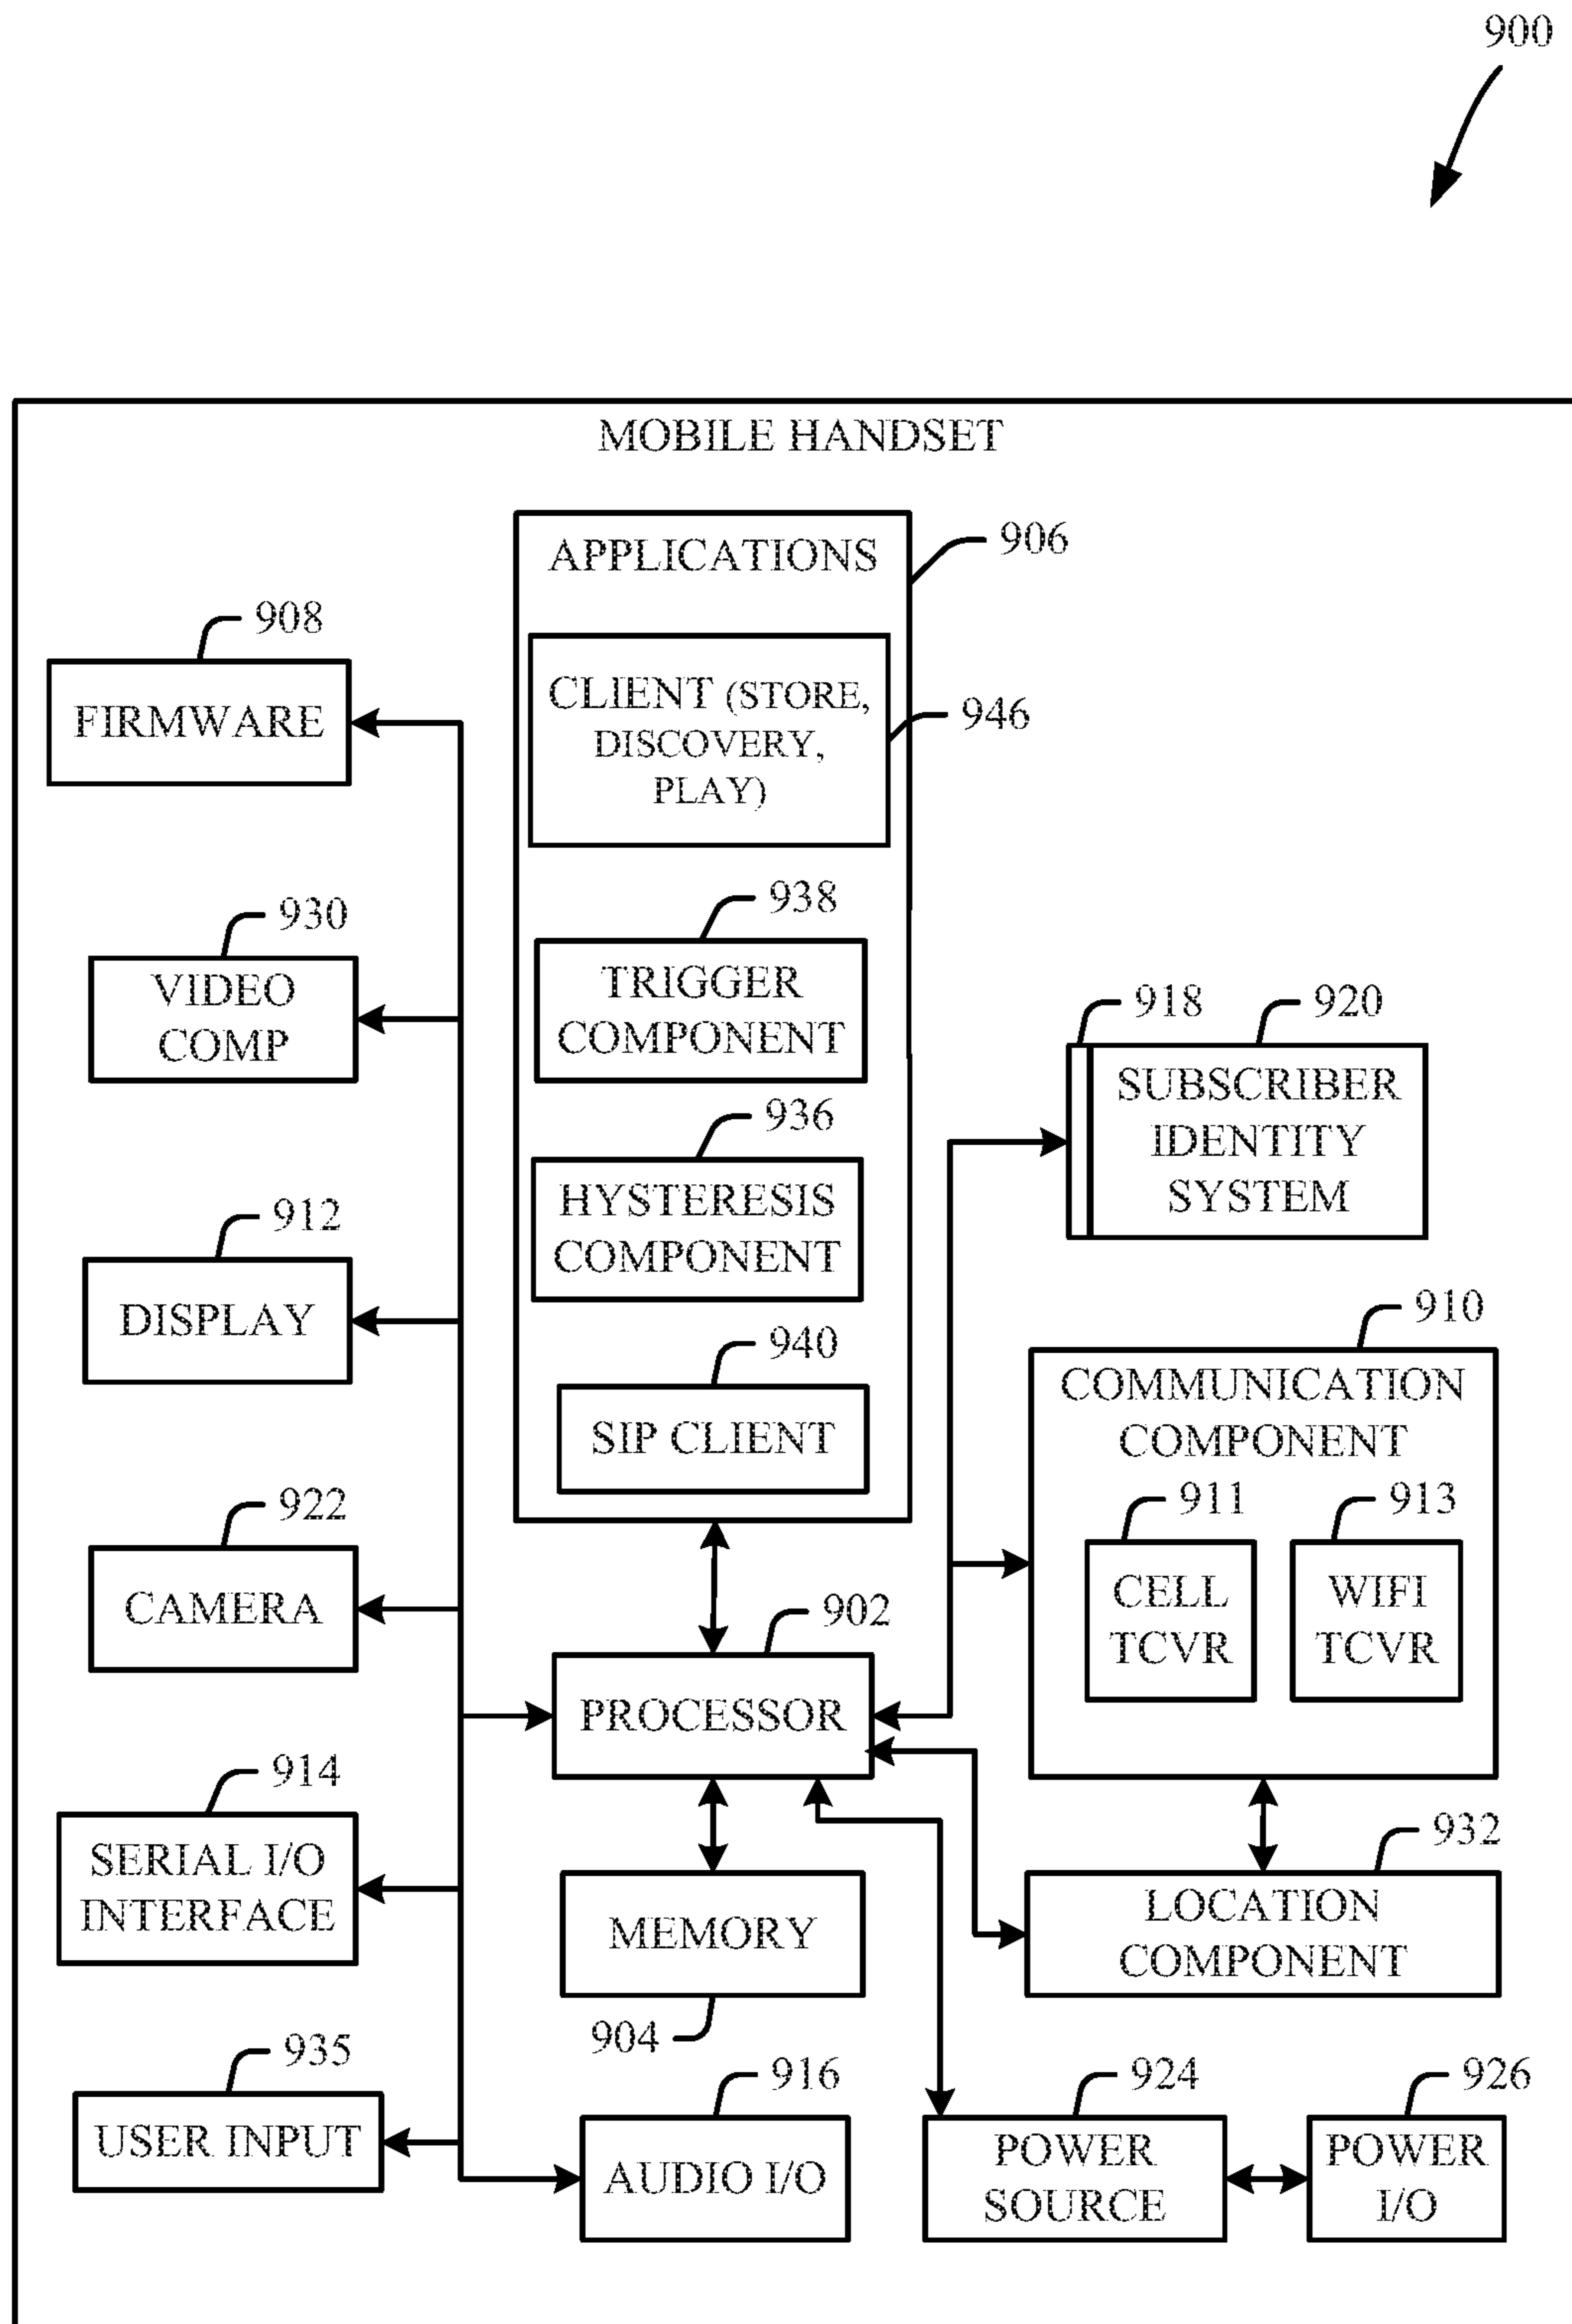 900
MOBILE HANDSET
APPLICATIONS
906
CLIENT (STORE,
DISCOVERY,
PLAY)
946
908
FIRMWARE
938
TRIGGER
COMPONENT
930
VIDEO
COMP
936
HYSTERESIS
COMPONENT
918
920
SUBSCRIBER
IDENTITY
SYSTEM
912
DISPLAY
940
SIP CLIENT
910
COMMUNICATION
COMPONENT
911
CELL
TCVR
913
WIFI
TCVR
922
CAMERA
902
PROCESSOR
914
SERIAL I/O
INTERFACE
MEMORY
904
932
LOCATION
COMPONENT
935
USER INPUT
916
AUDIO I/O
924
POWER
SOURCE
926
POWER
I/O